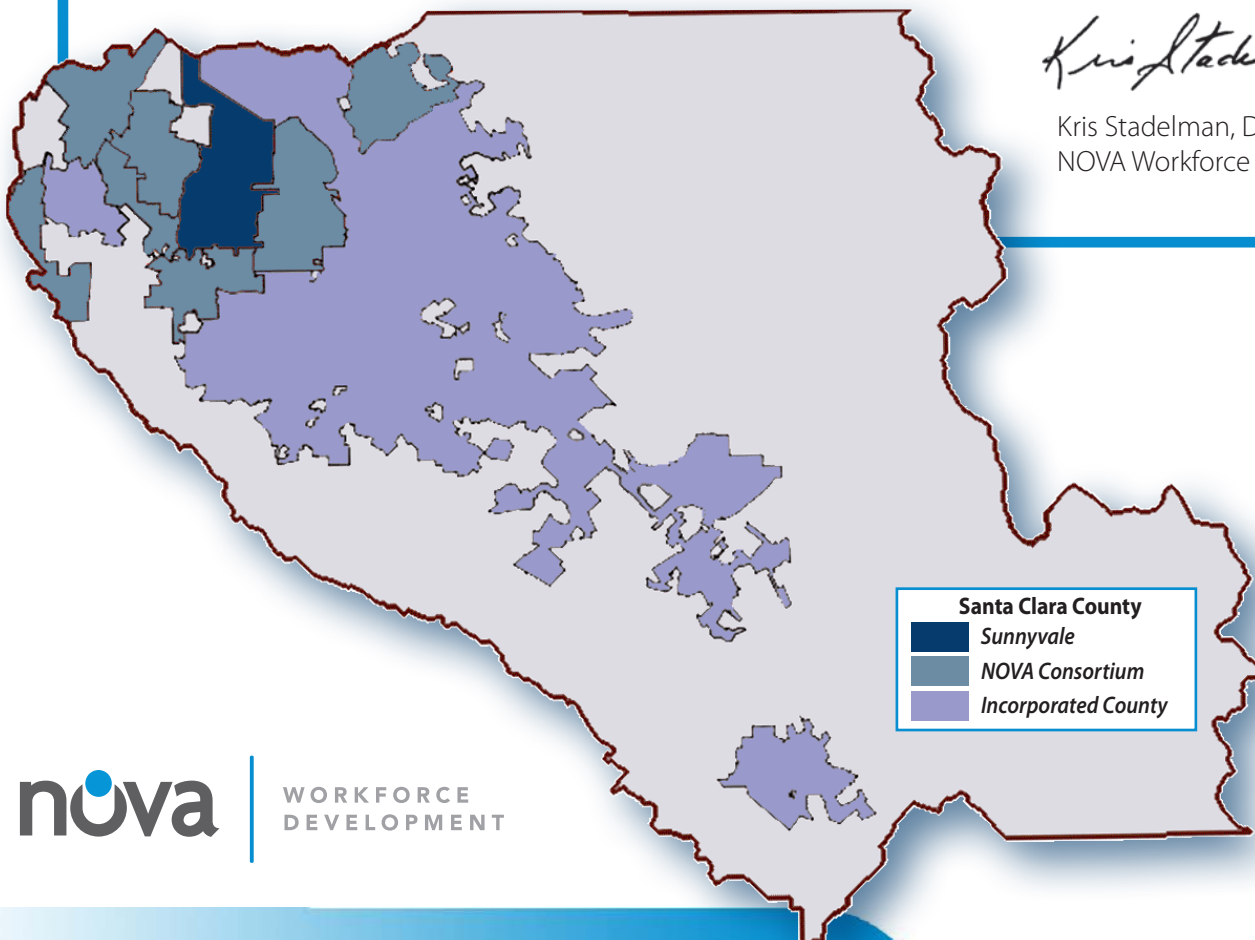 Kris Stadelman, D
NOVA Workforce
Santa Clara County
Sunnyvale
NOVA Consortium
Incorporated County
nova
WORKFORCE
DEVELOPMENT